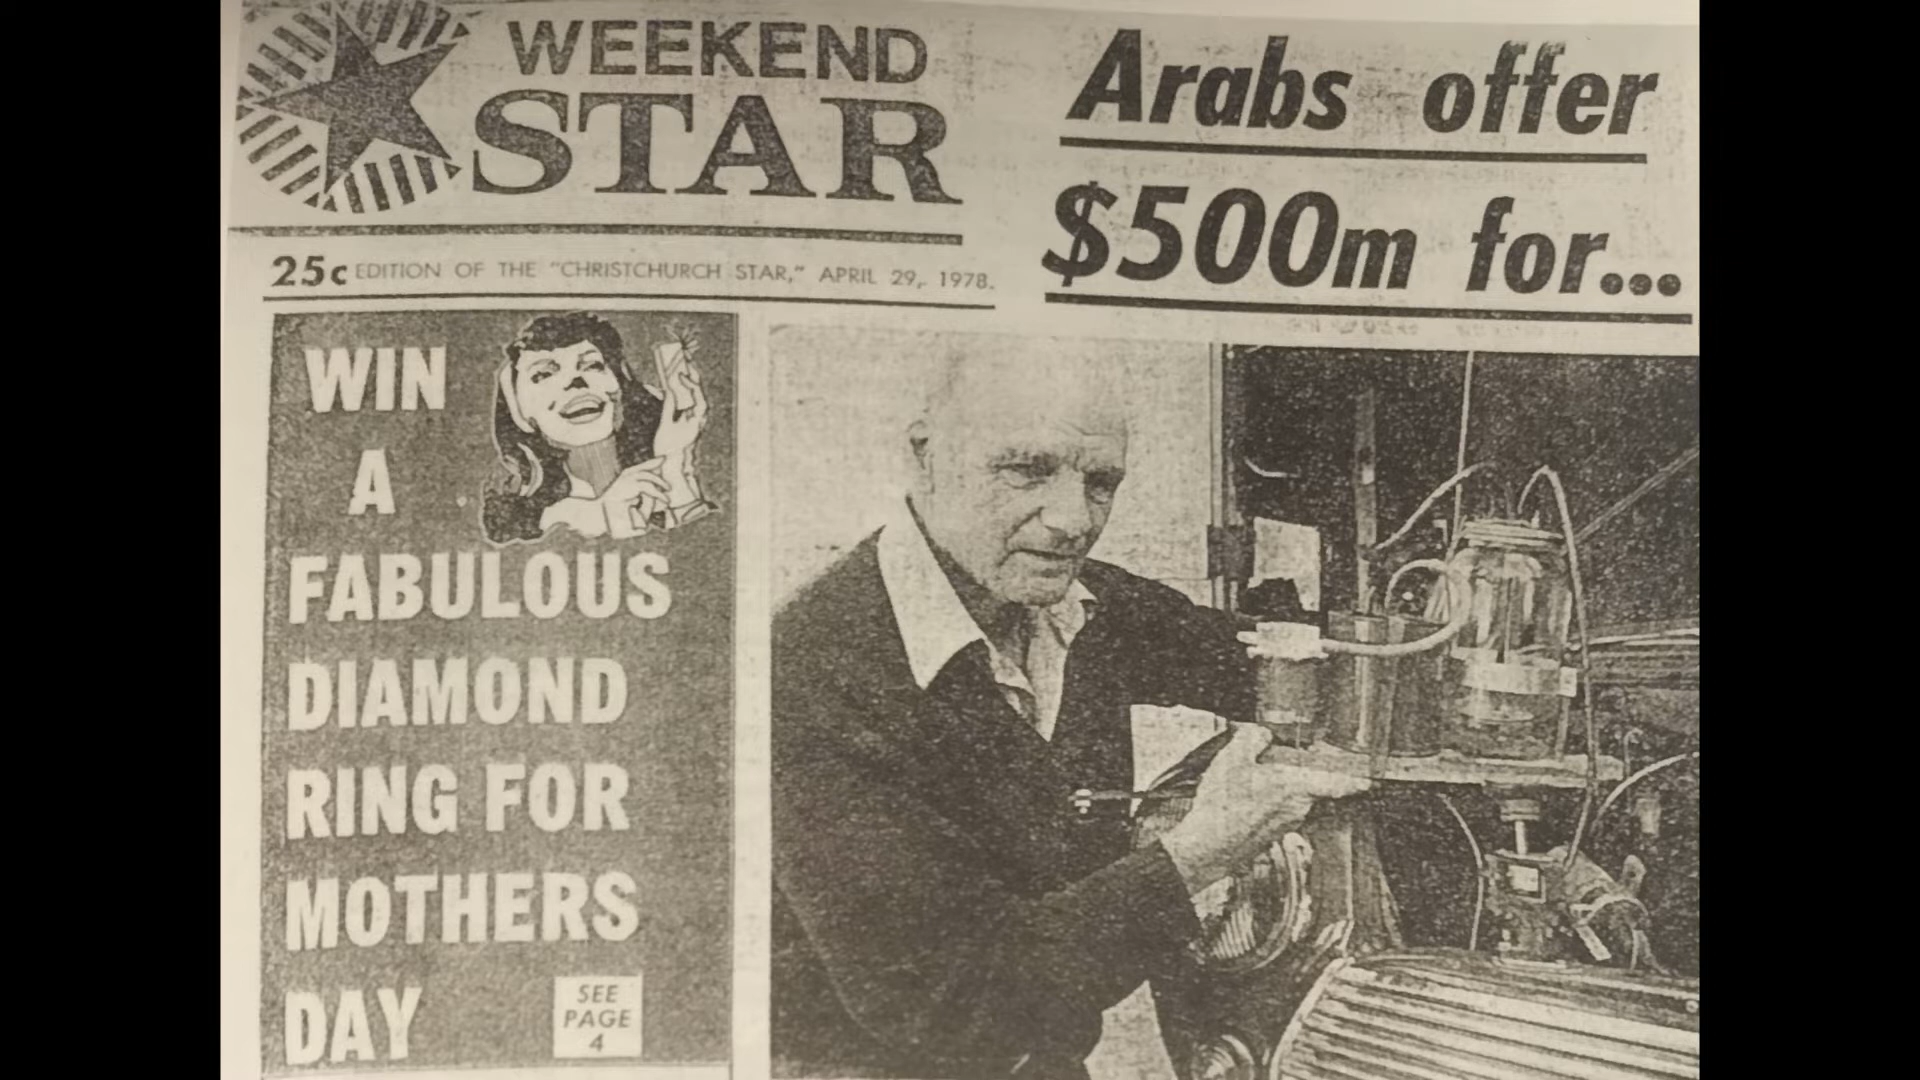 WEEKEND
STAR
25c EDITION OF THE "CHRISTCHURCH STAR," APRIL 29, 1978.
Arabs offer
$500m for...
WIN
A
FABULOUS
DIAMOND
RING FOR
MOTHERS
DAY
SEE
PAGE
4